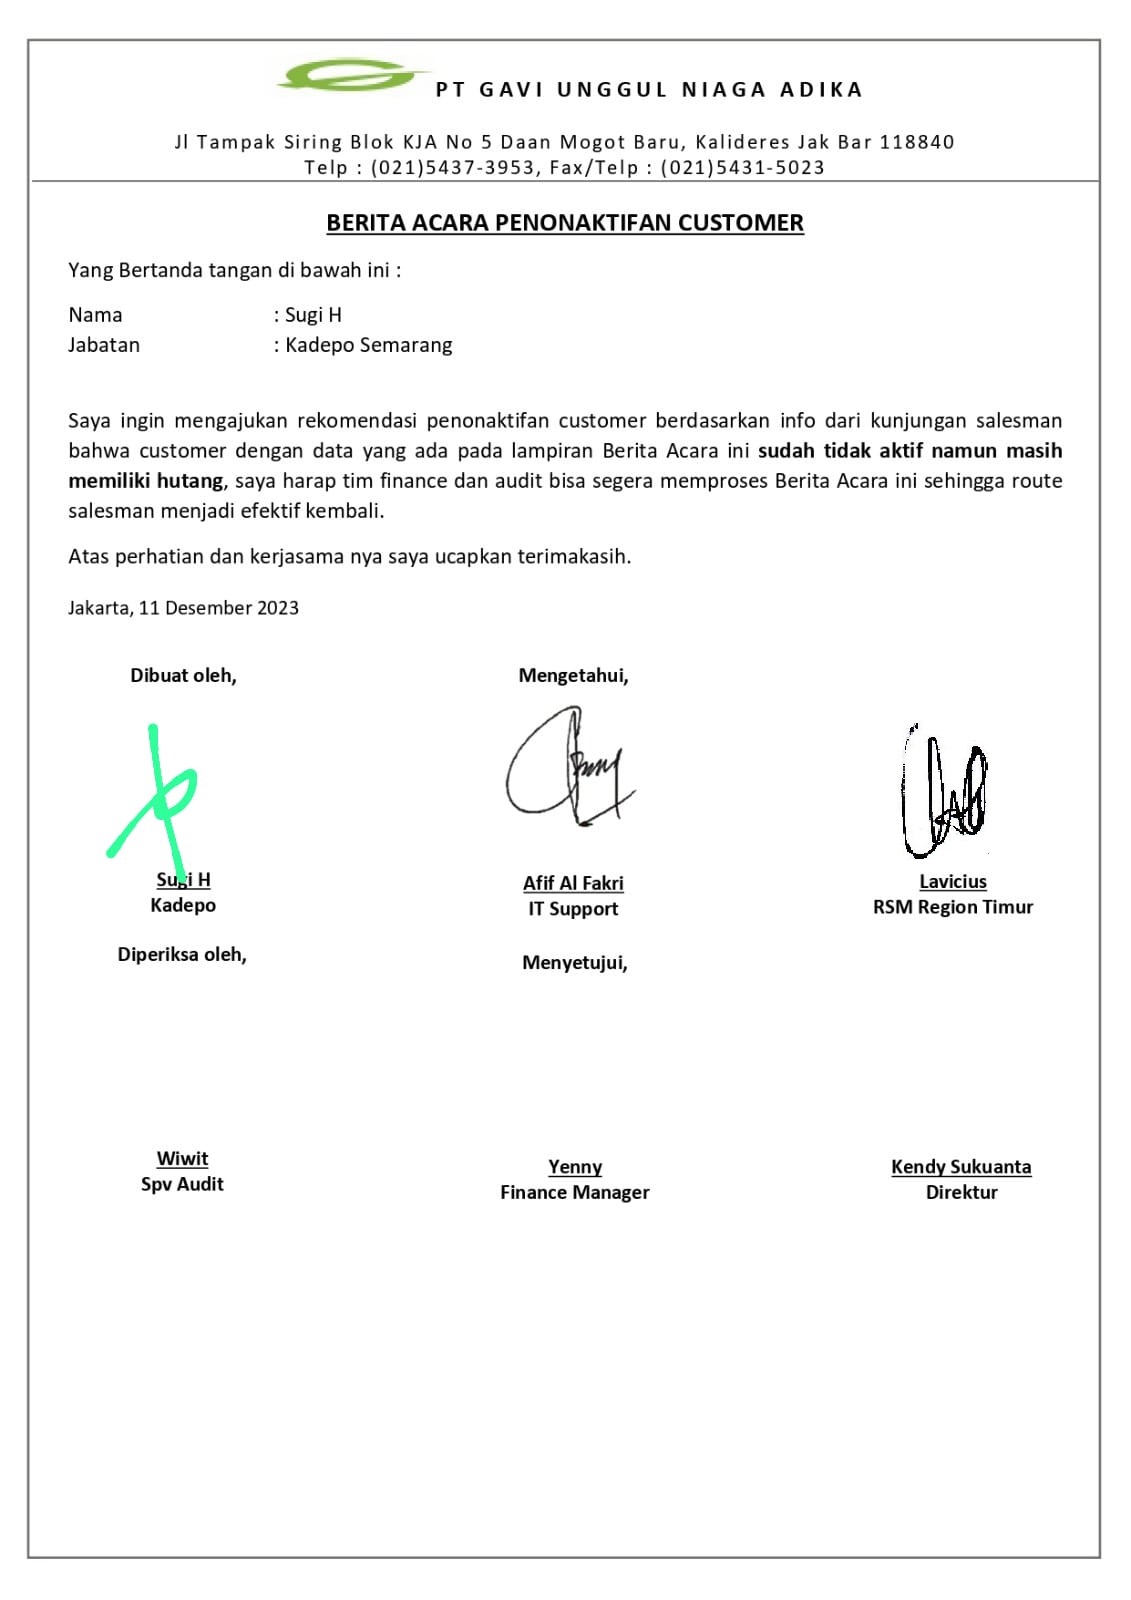 PT GAVI UNGGUL NIAGA ADIKA
Jl Tampak Siring Blok KJA No 5 Daan Mogot Baru, Kalideres Jak Bar 118840
Telp : (021)5437-3953, Fax/Telp : (021)5431-5023
BERITA ACARA PENONAKTIFAN CUSTOMER
Yang Bertanda tangan di bawah ini :
Nama : Sugi H
Jabatan : Kadepo Semarang
Saya ingin mengajukan rekomendasi penonaktifan customer berdasarkan info dari kunjungan salesman
bahwa customer dengan data yang ada pada lampiran Berita Acara ini sudah tidak aktif namun masih
memiliki hutang, saya harap tim finance dan audit bisa segera memproses Berita Acara ini sehingga route
salesman menjadi efektif kembali.
Atas perhatian dan kerjasama nya saya ucapkan terimakasih.
Jakarta, 11 Desember 2023
Dibuat oleh, Mengetahui,
Sugi H Afif Al Fakri Lavicius
Kadepo IT Support RSM Region Timur
Diperiksa oleh, Menyetujui,
Wiwit Yenny Kendy Sukuanta
Spv Audit Finance Manager Direktur